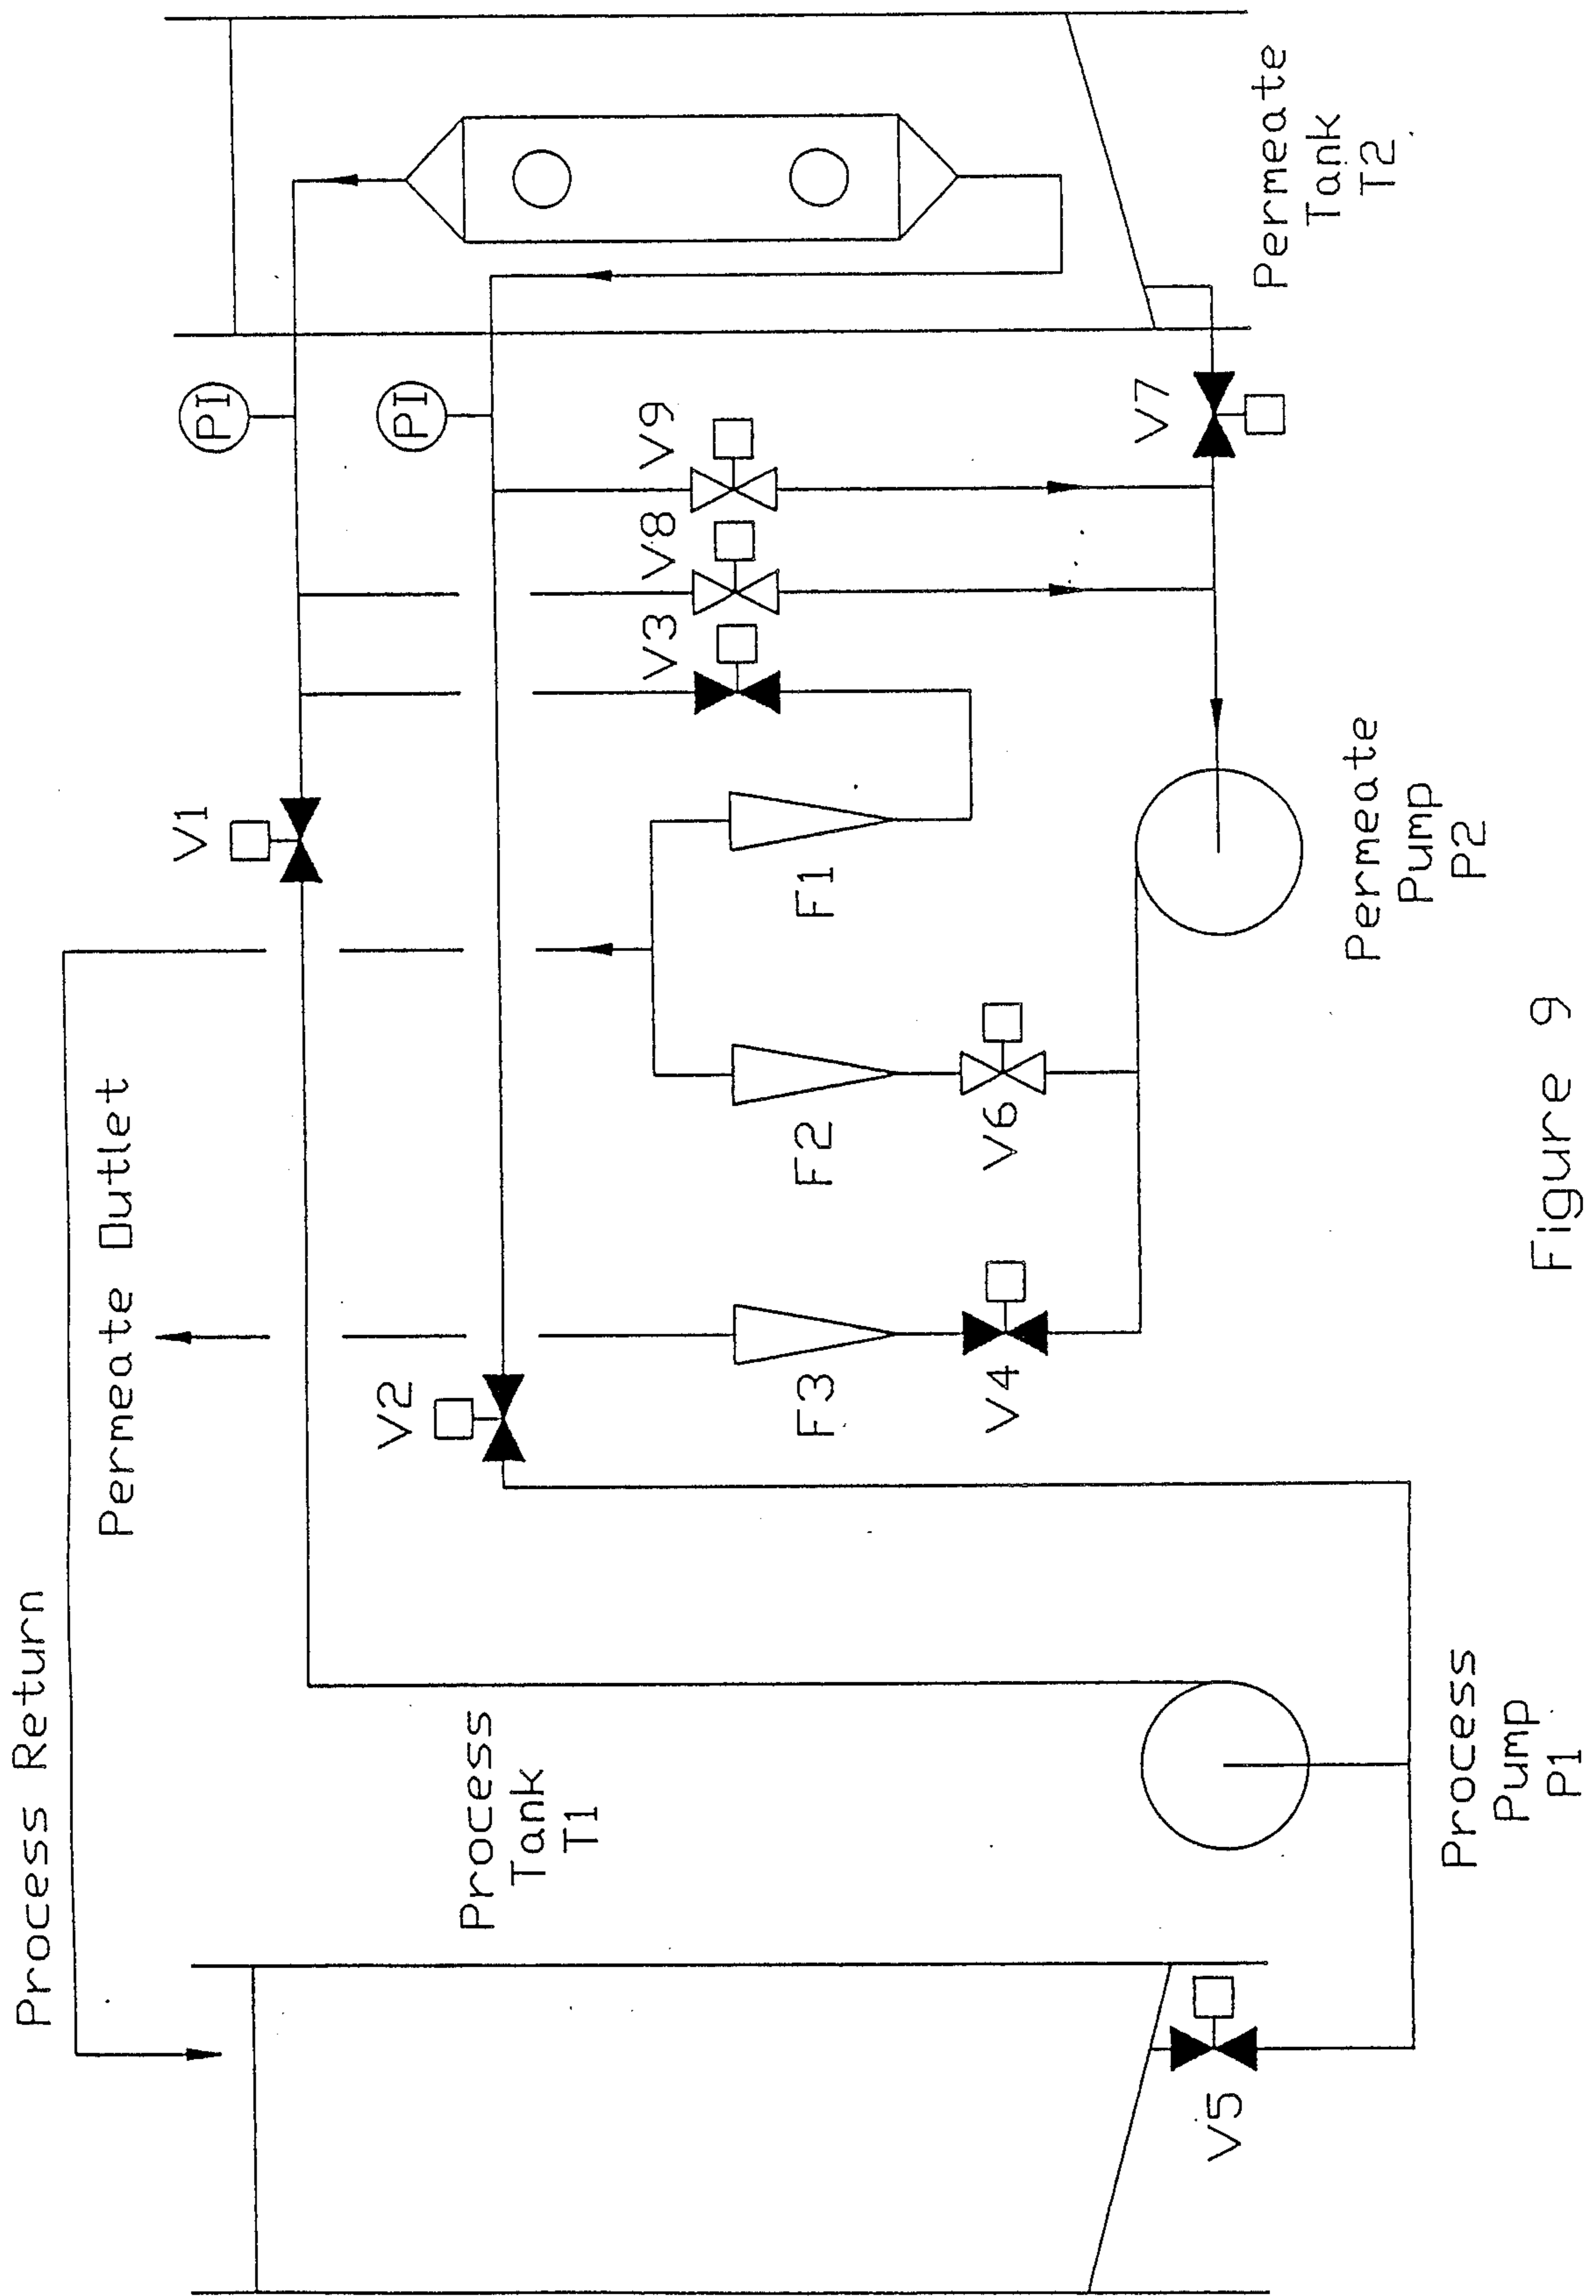 Process Return
Permeate Outlet
V1
PI
PI
V2
Process
Tank
T1
V3
V8
V9
F3
F2
F1
V4
V6
V7
V5
Permeate
Tank
T2
Permeate
Pump
P2
Process
Pump
P1
Figure 9